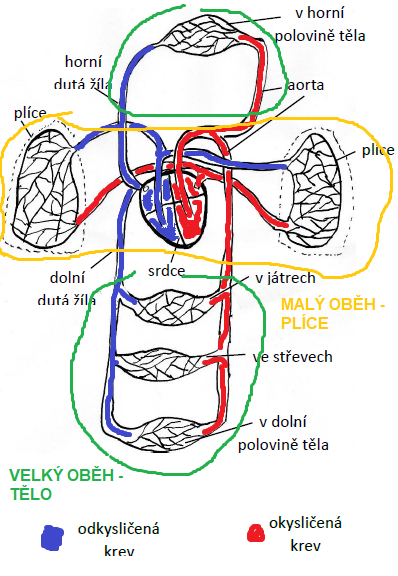 v horní
polovině těla
horní
dutá žíla
aorta
plíce
plíce
srdce
dolní
dutá žíla
v játrech
MALÝ OBĚH -
PLÍCE
ve střevech
v dolní
polovině těla
VELKÝ OBĚH -
TĚLO
odkysličená
krev
okysličená
krev